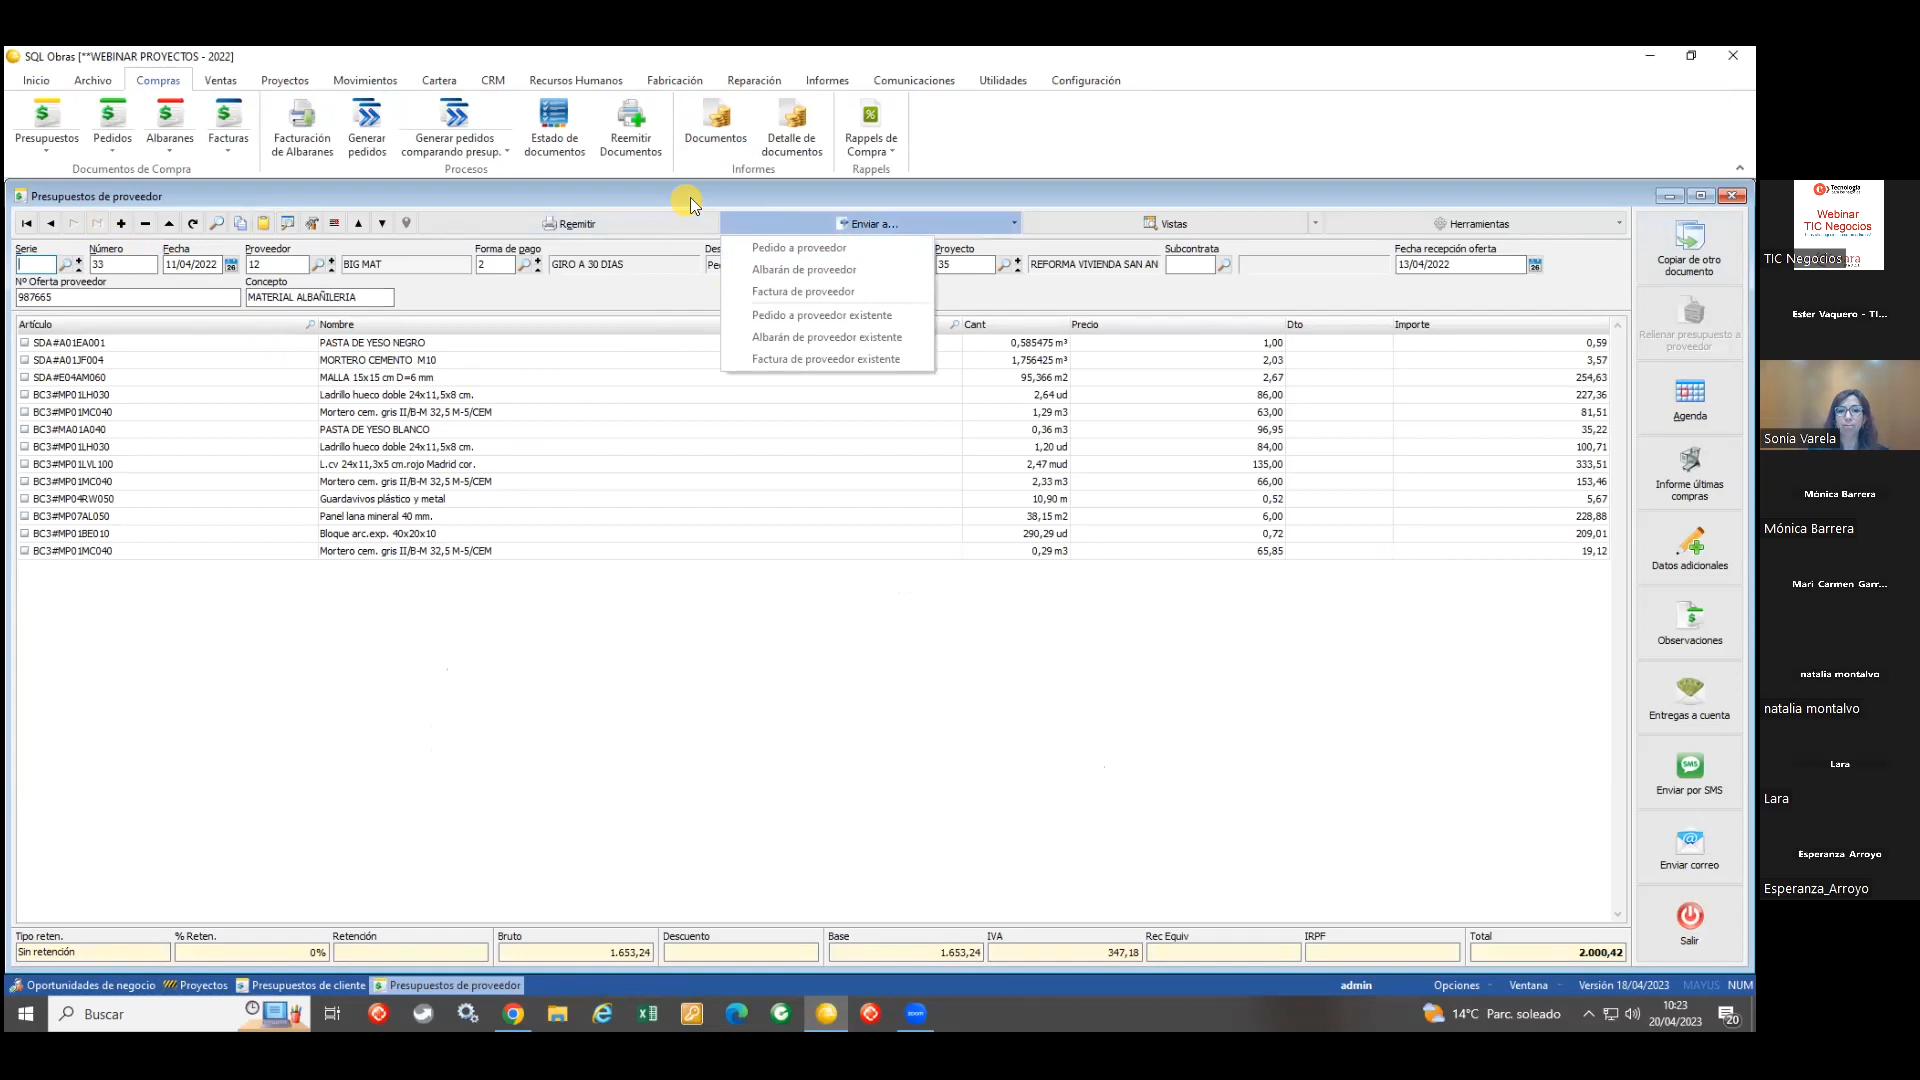 SQL Obras [**WEBINAR PROYECTOS - 2022]
Inicio Archivo Compras Ventas Proyectos Movimientos Cartera CRM Recursos Humanos Fabricación Reparación Informes Comunicaciones Utilidades Configuración
Presupuestos Pedidos Albaranes Facturas
Documentos de Compra
Facturación de Albaranes
Generar pedidos
Generar pedidos comparando presup.
Estado de documentos
Reemitir Documentos
Procesos
Documentos
Detalle de documentos
Informes
Rappels de Compra
Rappels
Presupuestos de proveedor
Reemitir Enviar a... Vistas Herramientas
Serie Número Fecha Proveedor Forma de pago Des Proyecto Subcontrata Fecha recepción oferta
33 11/04/2022 26 12 BIG MAT 2 GIRO A 30 DIAS Pe 35 REFORMA VIVIENDA SAN AN 13/04/2022 26
Nº Oferta proveedor Concepto
987665 MATERIAL ALBAÑILERIA
Pedido a proveedor
Albarán de proveedor
Factura de proveedor
Pedido a proveedor existente
Albarán de proveedor existente
Factura de proveedor existente
Artículo Nombre Cant Precio Dto Importe
SDA#A01EA001 PASTA DE YESO NEGRO 0,585475 m³ 1,00 0,59
SDA#A01JF004 MORTERO CEMENTO M10 1,756425 m³ 2,03 3,57
SDA#E04AM060 MALLA 15x15 cm D=6 mm 95,366 m2 2,67 254,63
BC3#MP01LH030 Ladrillo hueco doble 24x11,5x8 cm. 2,64 ud 86,00 227,36
BC3#MP01MC040 Mortero cem. gris II/B-M 32,5 M-5/CEM 1,29 m3 63,00 81,51
BC3#MA01A040 PASTA DE YESO BLANCO 0,36 m3 96,95 35,22
BC3#MP01LH030 Ladrillo hueco doble 24x11,5x8 cm. 1,20 ud 84,00 100,71
BC3#MP01LVL100 L.cv 24x11,3x5 cm.rojo Madrid cor. 2,47 mud 135,00 333,51
BC3#MP01MC040 Mortero cem. gris II/B-M 32,5 M-5/CEM 2,33 m3 66,00 153,46
BC3#MP04RW050 Guardavivos plástico y metal 10,90 m 0,52 5,67
BC3#MP07AL050 Panel lana mineral 40 mm. 38,15 m2 6,00 228,88
BC3#MP01BE010 Bloque arc.exp. 40x20x10 290,29 ud 0,72 209,01
BC3#MP01MC040 Mortero cem. gris II/B-M 32,5 M-5/CEM 0,29 m3 65,85 19,12
Copiar de otro documento
Rellenar presupuesto a proveedor
Agenda
Informe últimas compras
Datos adicionales
Observaciones
Entregas a cuenta
SMS
Enviar por SMS
Enviar correo
Salir
Tipo reten. % Reten. Retención Bruto Descuento Base IVA Rec Equiv IRPF Total
Sin retención 0% 1.653,24 1.653,24 347,18 2.000,42
Oportunidades de negocio Proyectos Presupuestos de cliente Presupuestos de proveedor admin Opciones Ventana Versión 18/04/2023 MAYUS NUM
Buscar 14°C Parc. soleado 10:23
20/04/2023 20
zoom
Tecnología
Webinar
TIC Negocios
TIC Negocios
Ester Vaquero - TI...
Sonia Varela
Mónica Barrera
Mónica Barrera
Mari Carmen Garr...
natalia montalvo
natalia montalvo
Lara
Lara
Esperanza Arroyo
Esperanza_Arroyo